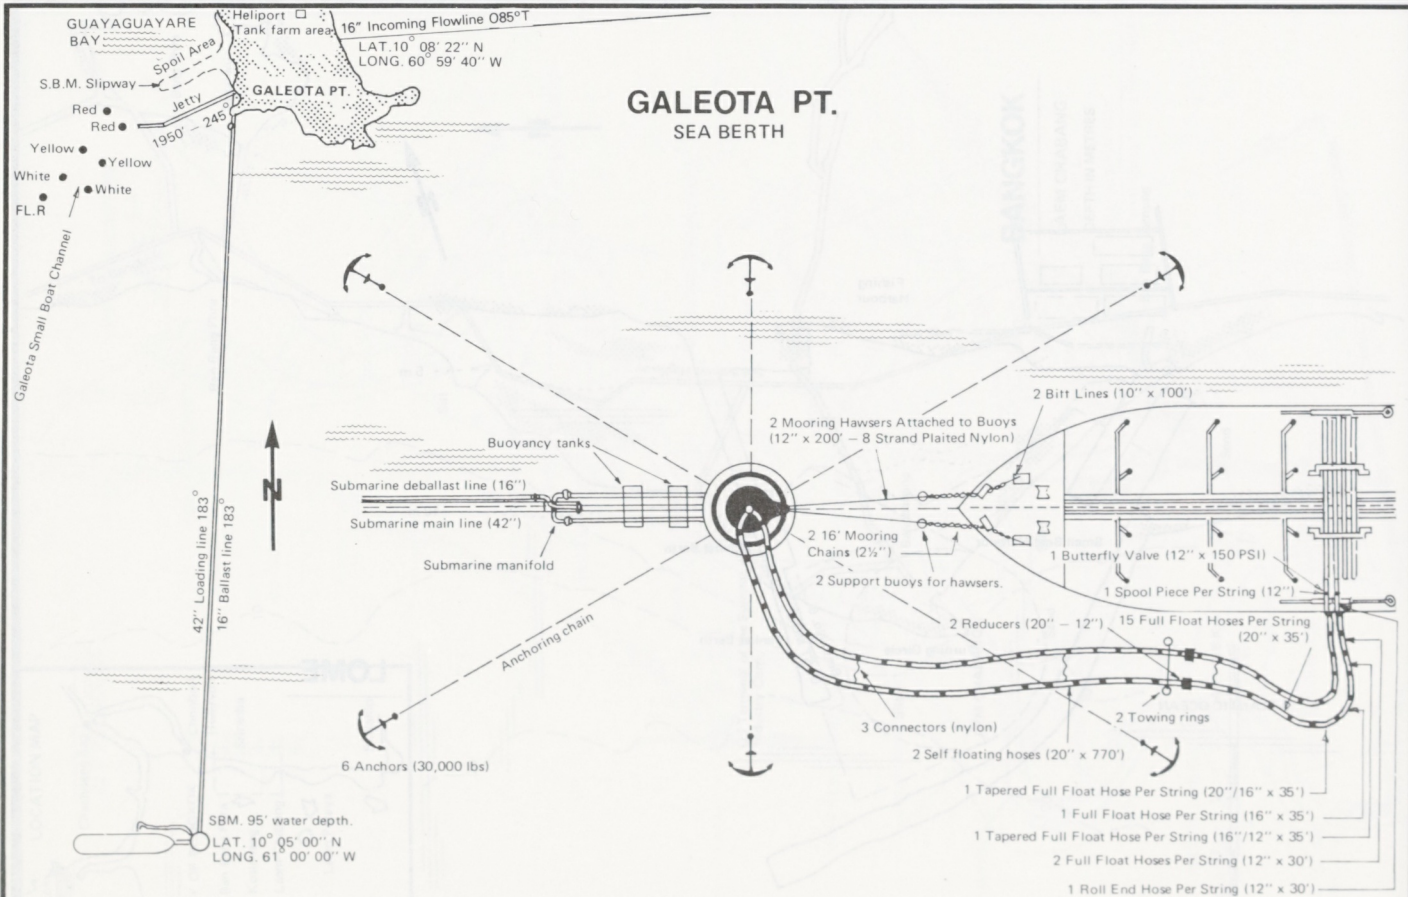 GUAYAGUAYARE
BAY
Heliport
Tank farm area
16" Incoming Flowline 085°T
LAT. 10° 08' 22" N
LONG. 60° 59' 40" W
Spoil Area
S.B.M. Slipway
GALEOTA PT.
Jetty
1950' – 245°
Red
Red
Yellow
Yellow
White
White
FL.R
Galeota Small Boat Channel
GALEOTA PT.
SEA BERTH
N
42" Loading line 183°
16" Ballast line 183°
2 Bitt Lines (10" x 100')
2 Mooring Hawsers Attached to Buoys
(12" x 200' – 8 Strand Plaited Nylon)
Buoyancy tanks
Submarine deballast line (16")
Submarine main line (42")
Submarine manifold
2 16' Mooring
Chains (2½")
2 Support buoys for hawsers.
1 Butterfly Valve (12" x 150 PSI)
1 Spool Piece Per String (12")
2 Reducers (20" – 12")
15 Full Float Hoses Per String
(20" x 35')
Anchoring chain
2 Towing rings
3 Connectors (nylon)
2 Self floating hoses (20" x 770')
6 Anchors (30,000 lbs)
1 Tapered Full Float Hose Per String (20"/16" x 35')
1 Full Float Hose Per String (16" x 35')
1 Tapered Full Float Hose Per String (16"/12" x 35')
2 Full Float Hoses Per String (12" x 30')
1 Roll End Hose Per String (12" x 30')
SBM. 95' water depth.
LAT. 10° 05' 00" N
LONG. 61° 00' 00" W